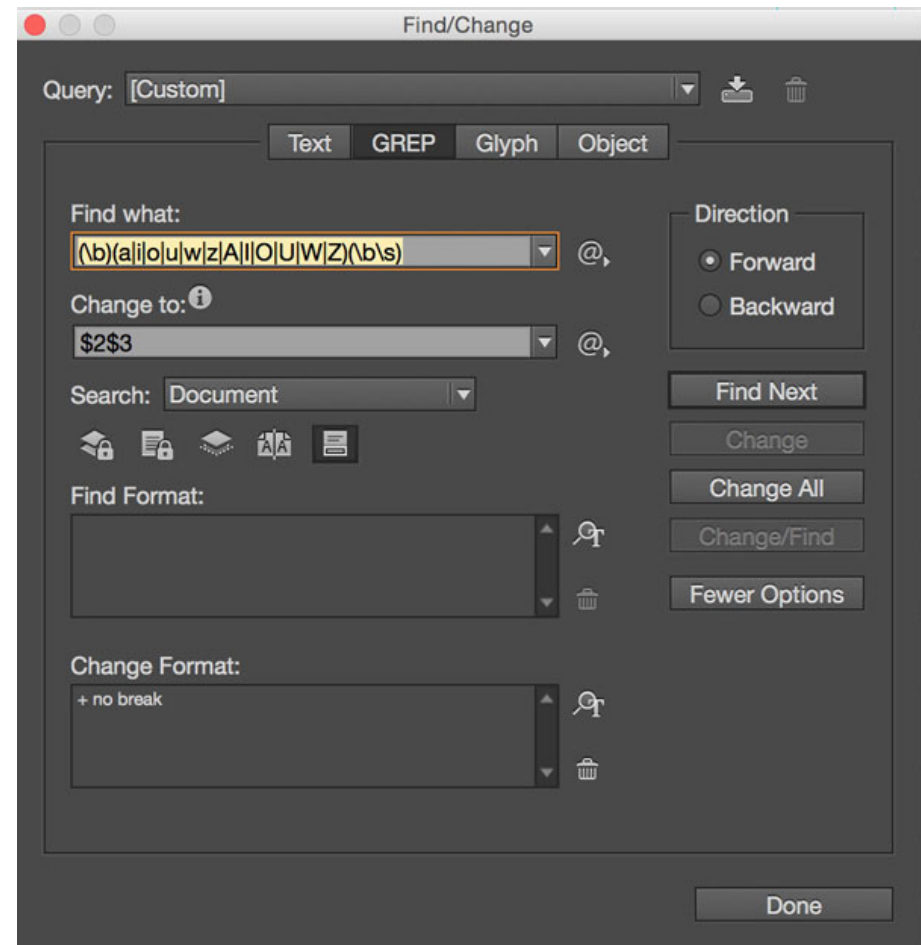 Find/Change
Query: [Custom]
Text GREP Glyph Object
Find what:
(\b)(a|i|o|u|w|z|A|I|O|U|W|Z)(\b\s)
Change to:
$2$3
Search: Document
Find Format:
Change Format:
+ no break
Direction
Forward
Backward
Find Next
Change
Change All
Change/Find
Fewer Options
Done